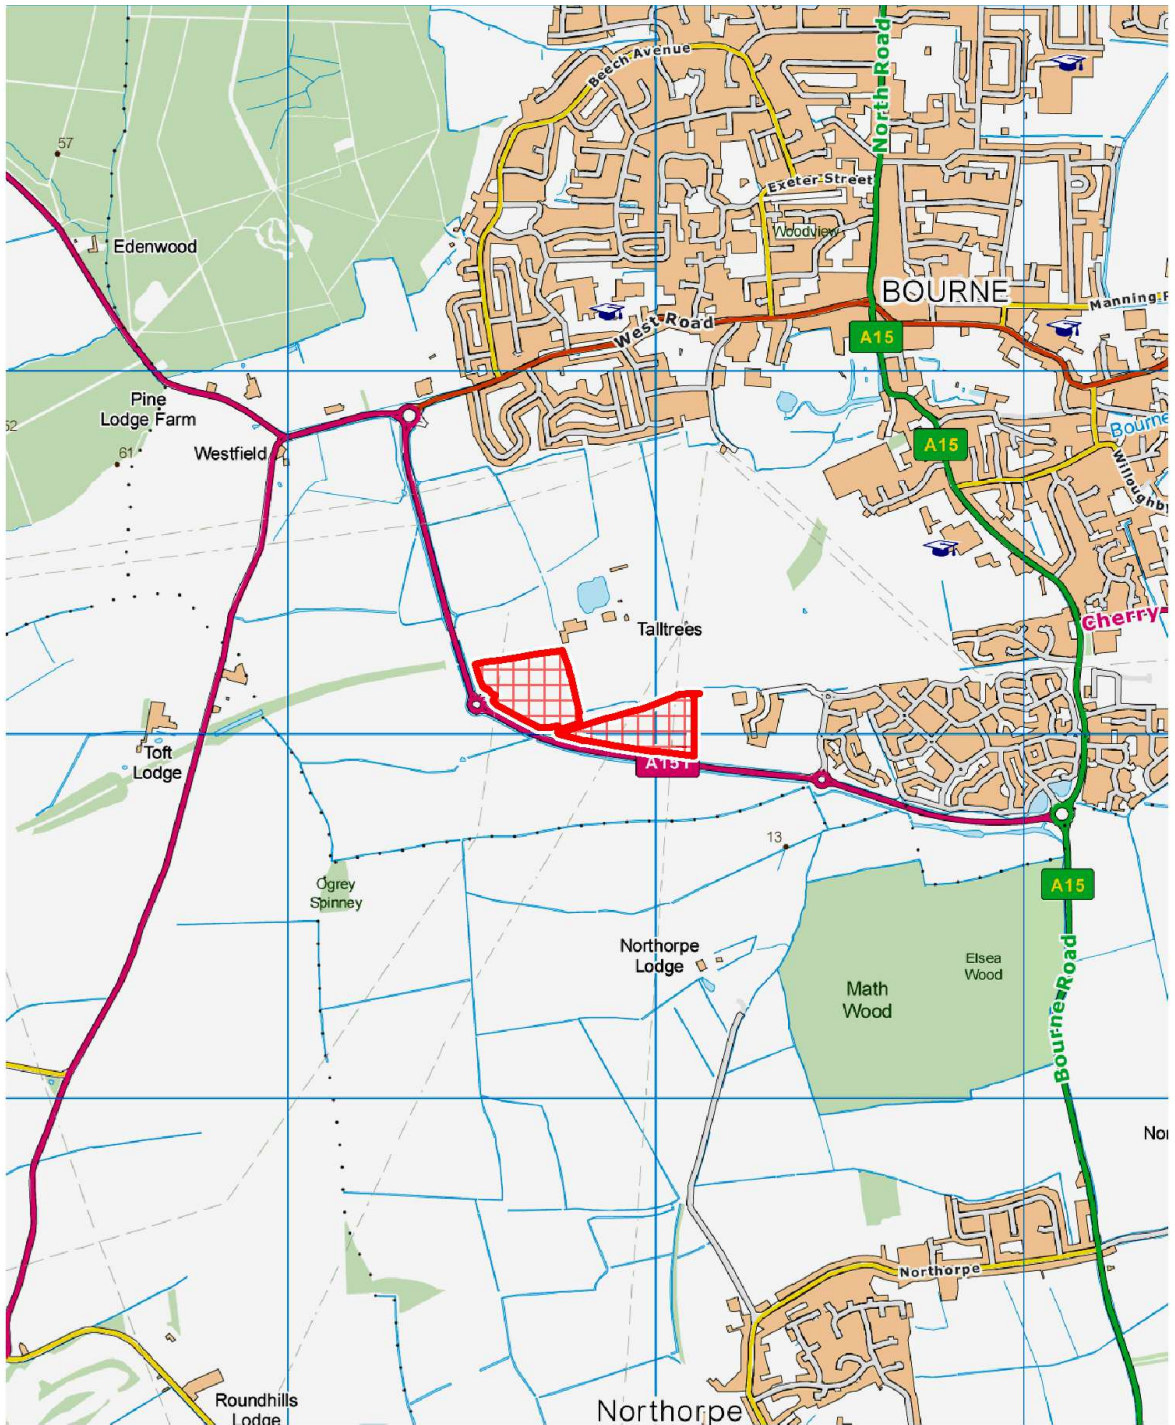 Beech Avenue
North Road
57
Exeter Street
Woodview
Edenwood
BOURNE
Manning
West Road
A15
Pine
Lodge Farm
52
Bourne
Westfield
A15
61
Willoughby
Cherry
Talltrees
Toft
Lodge
A151
13
Ogrey
Spinney
A15
Northorpe
Lodge
Elsea
Wood
Math
Wood
Bourne Road
Nor
Northorpe
Roundhills
Lodge
Northorpe